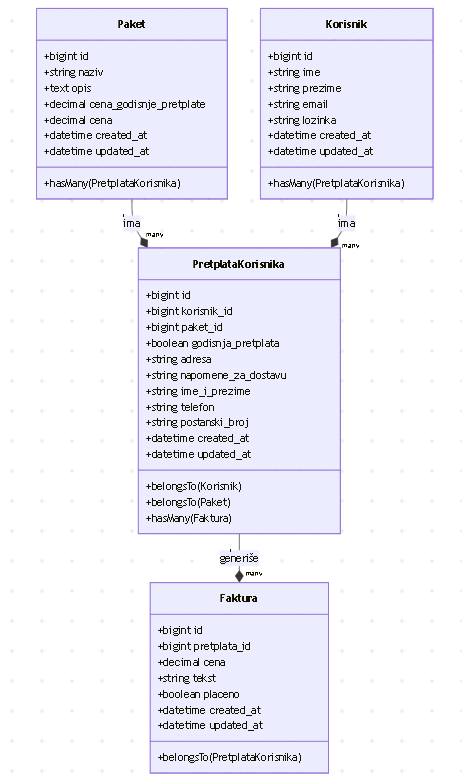 Paket
+bigint id
+string naziv
+text opis
+decimal cena_godisnje_pretplate
+decimal cena
+datetime created_at
+datetime updated_at
+hasMany(PretplataKorisnika)
Korisnik
+bigint id
+string ime
+string prezime
+string email
+string lozinka
+datetime created_at
+datetime updated_at
+hasMany(PretplataKorisnika)
ima
many
ima
many
PretplataKorisnika
+bigint id
+bigint korisnik_id
+bigint paket_id
+boolean godisnja_pretplata
+string adresa
+string napomene_za_dostavu
+string ime_i_prezime
+string telefon
+string postanski_broj
+datetime created_at
+datetime updated_at
+belongsTo(Korisnik)
+belongsTo(Paket)
+hasMany(Faktura)
generiše
many
Faktura
+bigint id
+bigint pretplata_id
+decimal cena
+string tekst
+boolean placeno
+datetime created_at
+datetime updated_at
+belongsTo(PretplataKorisnika)